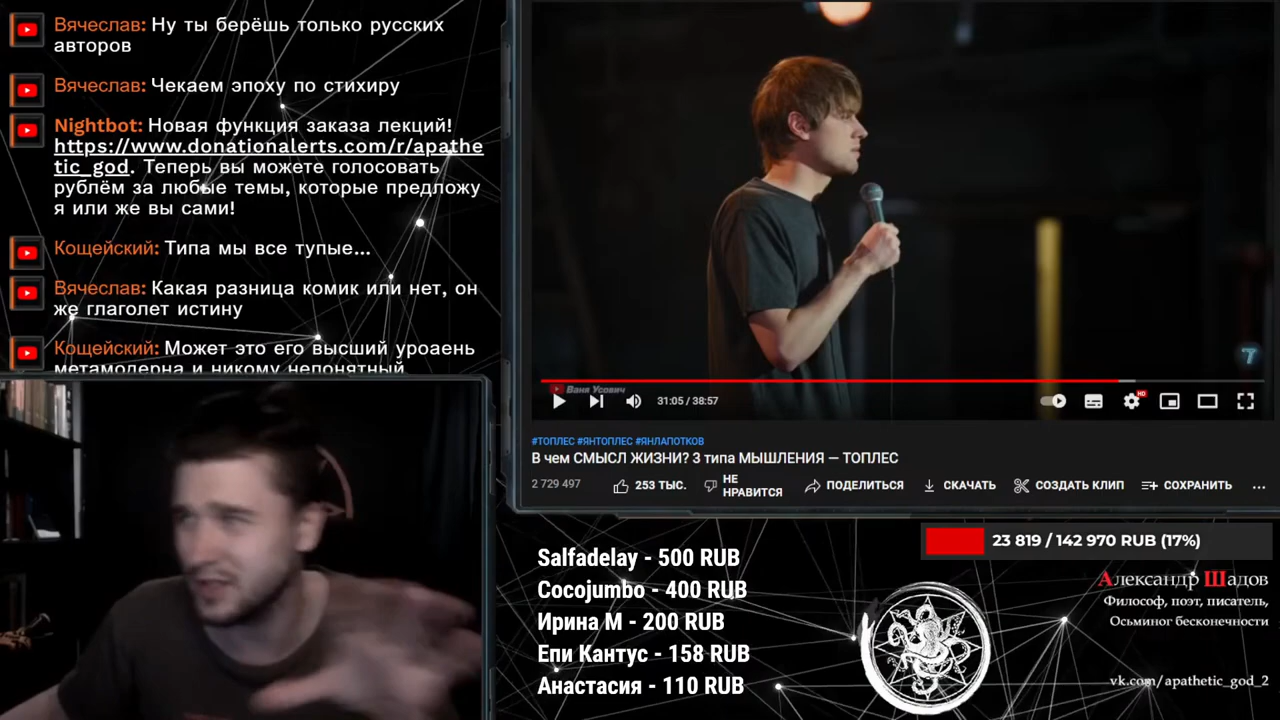 Вячеслав: Ну ты берёшь только русских
авторов
Вячеслав: Чекаем эпоху по стихиру
Nightbot: Новая функция заказа лекций!
https://www.donationalerts.com/r/apathe
tic_god. Теперь вы можете голосовать
рублём за любые темы, которые предложу
я или же вы сами!
Кощейский: Типа мы все тупые...
Вячеслав: Какая разница комик или нет, он
же глаголет истину
Кощейский: Может это его высший уроаень
метамодерна и никому непонятный
Ваня Усович
31:05 / 38:57
HD
#ТОПЛЕС #ЯНТОПЛЕС #ЯНЛАПОТКОВ
В чем СМЫСЛ ЖИЗНИ? 3 типа МЫШЛЕНИЯ — ТОПЛЕС
2 729 497
253 ТЫС.
НЕ
НРАВИТСЯ
ПОДЕЛИТЬСЯ
СКАЧАТЬ
СОЗДАТЬ КЛИП
СОХРАНИТЬ
...
Salfadelay - 500 RUB
Cocojumbo - 400 RUB
Ирина М - 200 RUB
Епи Кантус - 158 RUB
Анастасия - 110 RUB
23 819 / 142 970 RUB (17%)
Александр Шадов
Философ, поэт, писатель,
Осьминог бесконечности
vk.com/apathetic_god_2